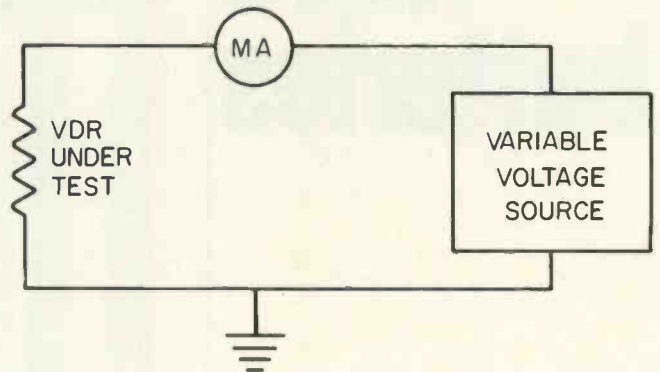 MA
VDR
UNDER
TEST
VARIABLE
VOLTAGE
SOURCE